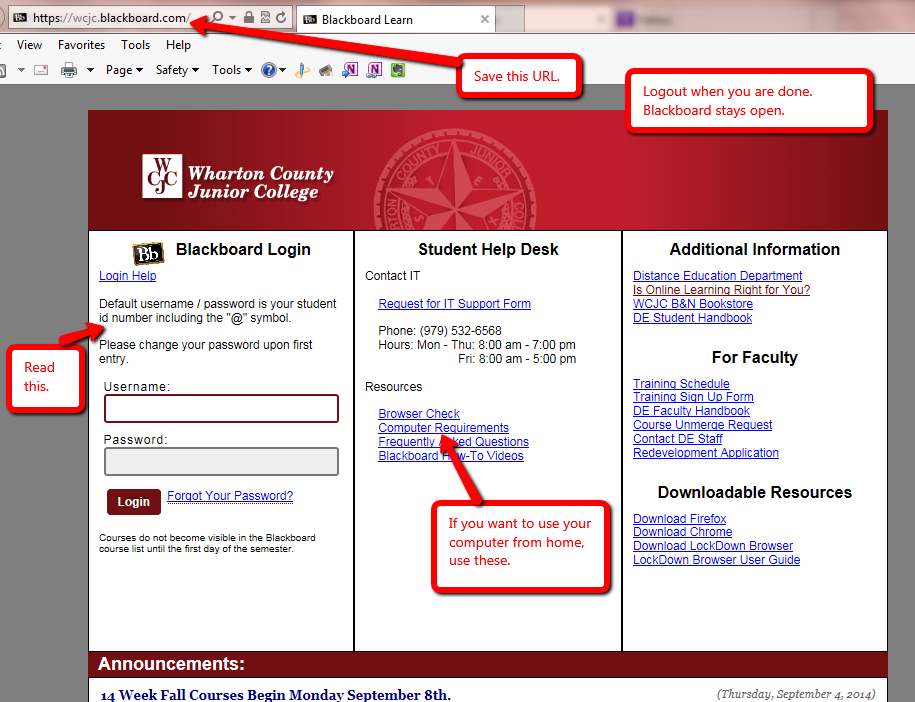 https://wcjc.blackboard.com/
Blackboard Learn
View Favorites Tools Help
Page Safety Tools
Save this URL.
Logout when you are done.
Blackboard stays open.
WCJC
Wharton County
Junior College
COUNTY JUNIOR
Bb Blackboard Login
Login Help
Default username / password is your student
id number including the "@" symbol.
Please change your password upon first
entry.
Read
this.
Username:
Password:
Login Forgot Your Password?
Courses do not become visible in the Blackboard
course list until the first day of the semester.
Student Help Desk
Contact IT
Request for IT Support Form
Phone: (979) 532-6568
Hours: Mon - Thu: 8:00 am - 7:00 pm
Fri: 8:00 am - 5:00 pm
Resources
Browser Check
Computer Requirements
Frequently Asked Questions
Blackboard How-To Videos
If you want to use your
computer from home,
use these.
Additional Information
Distance Education Department
Is Online Learning Right for You?
WCJC B&N Bookstore
DE Student Handbook
For Faculty
Training Schedule
Training Sign Up Form
DE Faculty Handbook
Course Unmerge Request
Contact DE Staff
Redevelopment Application
Downloadable Resources
Download Firefox
Download Chrome
Download LockDown Browser
LockDown Browser User Guide
Announcements:
14 Week Fall Courses Begin Monday September 8th.
(Thursday, September 4, 2014)